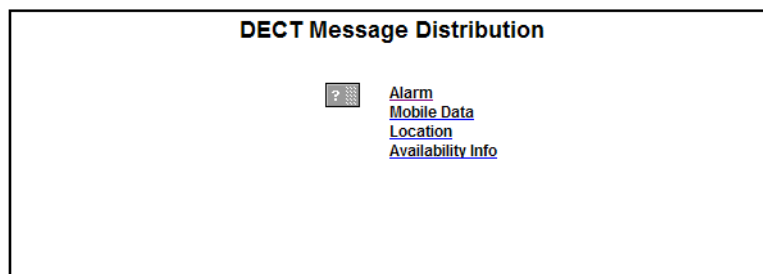 DECT Message Distribution
?
Alarm
Mobile Data
Location
Availability Info